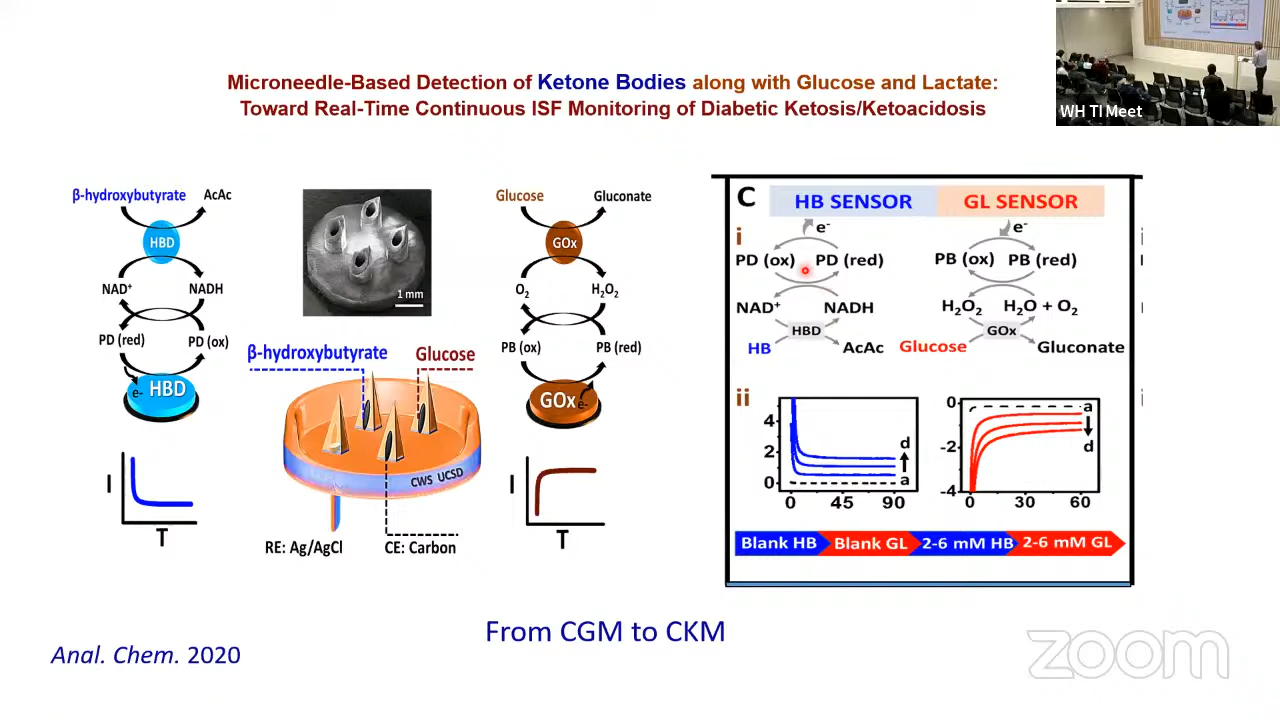 Microneedle-Based Detection of Ketone Bodies along with Glucose and Lactate:
Toward Real-Time Continuous ISF Monitoring of Diabetic Ketosis/Ketoacidosis
WH TI Meet
β-hydroxybutyrate AcAc
HBD
NAD⁺ NADH
PD (red) PD (ox)
e- HBD
I
T
1 mm
β-hydroxybutyrate Glucose
CWS UCSD
RE: Ag/AgCl CE: Carbon
Glucose Gluconate
GOx
O₂ H₂O₂
PB (ox) PB (red)
GOx e-
I
T
C HB SENSOR GL SENSOR
i
e⁻ e⁻
PD (ox) PD (red) PB (ox) PB (red)
NAD⁺ NADH H₂O₂ H₂O + O₂
HBD GOx
HB AcAc Glucose Gluconate
ii
4
2
0
d
a
0 45 90
0
-2
-4
a
d
0 30 60
Blank HB Blank GL 2-6 mM HB 2-6 mM GL
From CGM to CKM
Anal. Chem. 2020
zoom